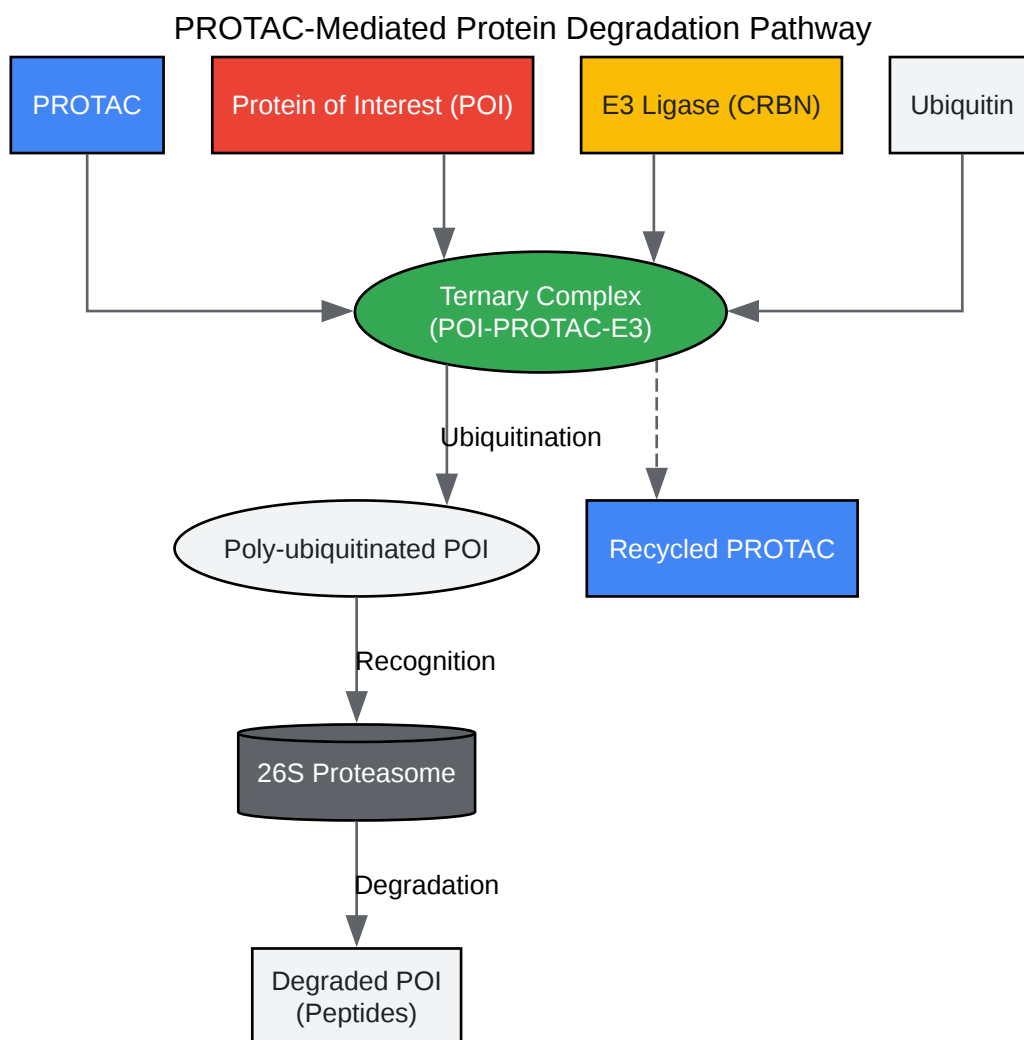 PROTAC-Mediated Protein Degradation Pathway
PROTAC
Protein of Interest (POI)
E3 Ligase (CRBN)
Ubiquitin
Ternary Complex
(POI-PROTAC-E3)
Ubiquitination
Poly-ubiquitinated POI
Recycled PROTAC
Recognition
26S Proteasome
Degradation
Degraded POI
(Peptides)